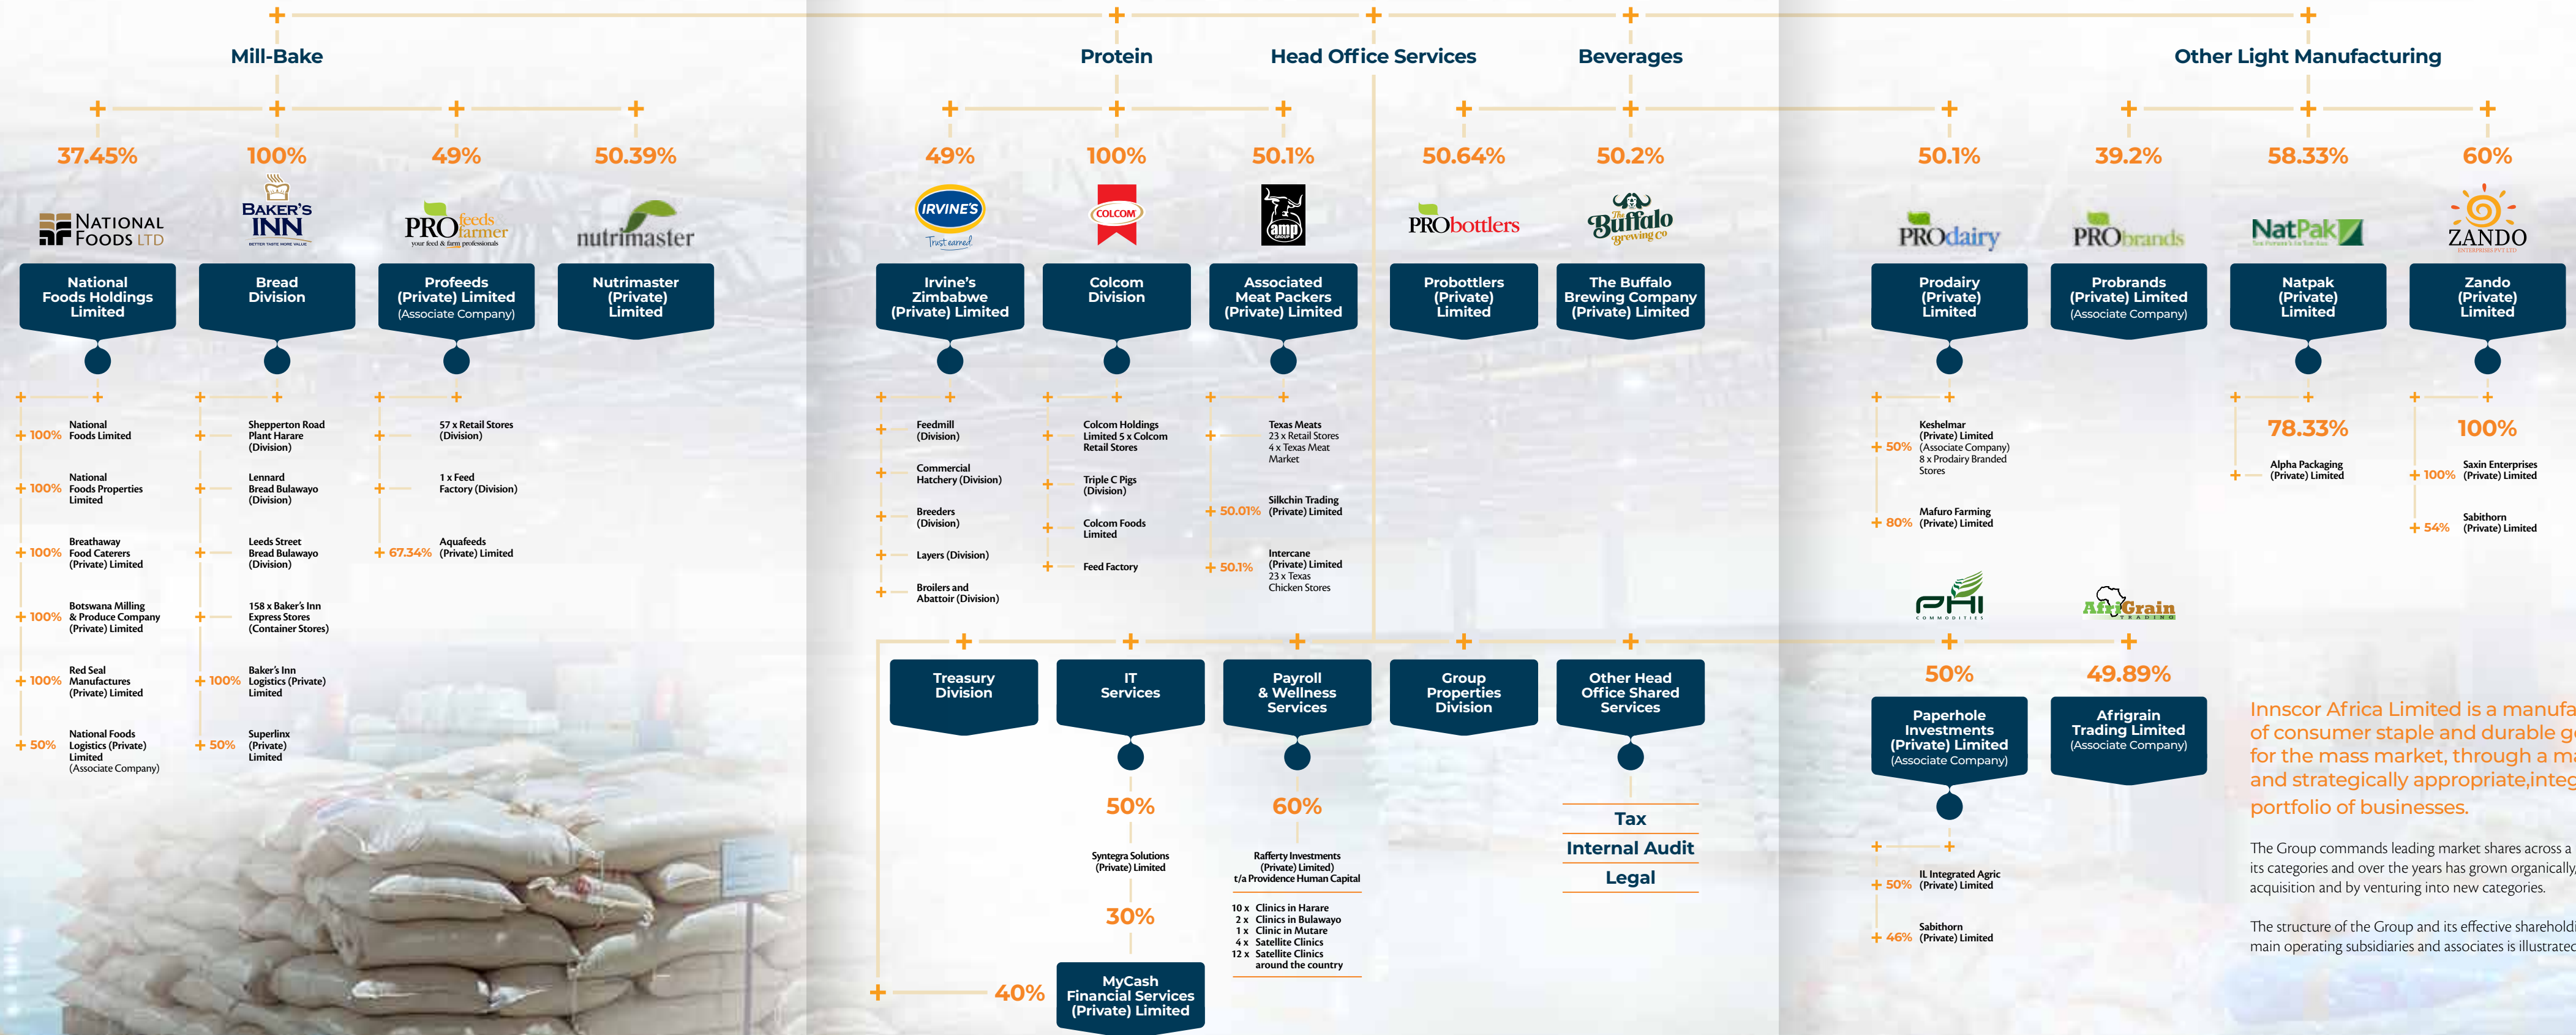 Mill-Bake
Protein
Head Office Services
Beverages
Other Light Manufacturing
37.45%
NATIONAL
FOODS LTD
National
Foods Holdings
Limited
100%
National
Foods Limited
100%
National
Foods Properties
Limited
100%
Breathaway
Food Caterers
(Private) Limited
100%
Botswana Milling
& Produce Company
(Private) Limited
100%
Red Seal
Manufactures
(Private) Limited
50%
National Foods
Logistics (Private)
Limited
(Associate Company)
100%
BAKER'S
INN
BETTER TASTE MORE VALUE
Bread
Division
Shepperton Road
Plant Harare
(Division)
Lennard
Bread Bulawayo
(Division)
Leeds Street
Bread Bulawayo
(Division)
158 x Baker's Inn
Express Stores
(Container Stores)
100%
Baker's Inn
Logistics (Private)
Limited
50%
Superlinx
(Private)
Limited
49%
PROfeeds
farmer
your feed & farm professionals
Profeeds
(Private) Limited
(Associate Company)
57 x Retail Stores
(Division)
1 x Feed
Factory (Division)
67.34%
Aquafeeds
(Private) Limited
50.39%
nutrimaster
Nutrimaster
(Private)
Limited
49%
IRVINE'S
Trust earned.
Irvine's
Zimbabwe
(Private) Limited
Feedmill
(Division)
Commercial
Hatchery (Division)
Breeders
(Division)
Layers (Division)
Broilers and
Abattoir (Division)
100%
COLCOM
Colcom
Division
Colcom Holdings
Limited 5 x Colcom
Retail Stores
Triple C Pigs
(Division)
Colcom Foods
Limited
Feed Factory
50.1%
amp
GROUP
Associated
Meat Packers
(Private) Limited
Texas Meats
23 x Retail Stores
4 x Texas Meat
Market
50.01%
Silkchin Trading
(Private) Limited
50.1%
Intercane
(Private) Limited
23 x Texas
Chicken Stores
50.64%
PRObottlers
Probottlers
(Private)
Limited
50.2%
The
Buffalo
Brewing Co
The Buffalo
Brewing Company
(Private) Limited
50.1%
PROdairy
Prodairy
(Private)
Limited
50%
Keshelmar
(Private) Limited
(Associate Company)
8 x Prodairy Branded
Stores
80%
Mafuro Farming
(Private) Limited
39.2%
PRObrands
Probrands
(Private) Limited
(Associate Company)
58.33%
NatPak
Natpak
(Private)
Limited
78.33%
Alpha Packaging
(Private) Limited
60%
ZANDO
ENTERPRISES PVT LTD
Zando
(Private)
Limited
100%
100%
Saxin Enterprises
(Private) Limited
54%
Sabithorn
(Private) Limited
Treasury
Division
IT
Services
50%
Syntegra Solutions
(Private) Limited
30%
40%
MyCash
Financial Services
(Private) Limited
Payroll
& Wellness
Services
60%
Rafferty Investments
(Private) Limited)
t/a Providence Human Capital
10 x Clinics in Harare
2 x Clinics in Bulawayo
1 x Clinic in Mutare
4 x Satellite Clinics
12 x Satellite Clinics
around the country
Group
Properties
Division
Other Head
Office Shared
Services
Tax
Internal Audit
Legal
PHI
COMMODITIES
50%
Paperhole
Investments
(Private) Limited
(Associate Company)
50%
IL Integrated Agric
(Private) Limited
46%
Sabithorn
(Private) Limited
AfriGrain
TRADING
49.89%
Afrigrain
Trading Limited
(Associate Company)
Innscor Africa Limited is a manufa
of consumer staple and durable g
for the mass market, through a ma
and strategically appropriate,integ
portfolio of businesses.
The Group commands leading market shares across a
its categories and over the years has grown organically,
acquisition and by venturing into new categories.
The structure of the Group and its effective shareholdi
main operating subsidiaries and associates is illustrated